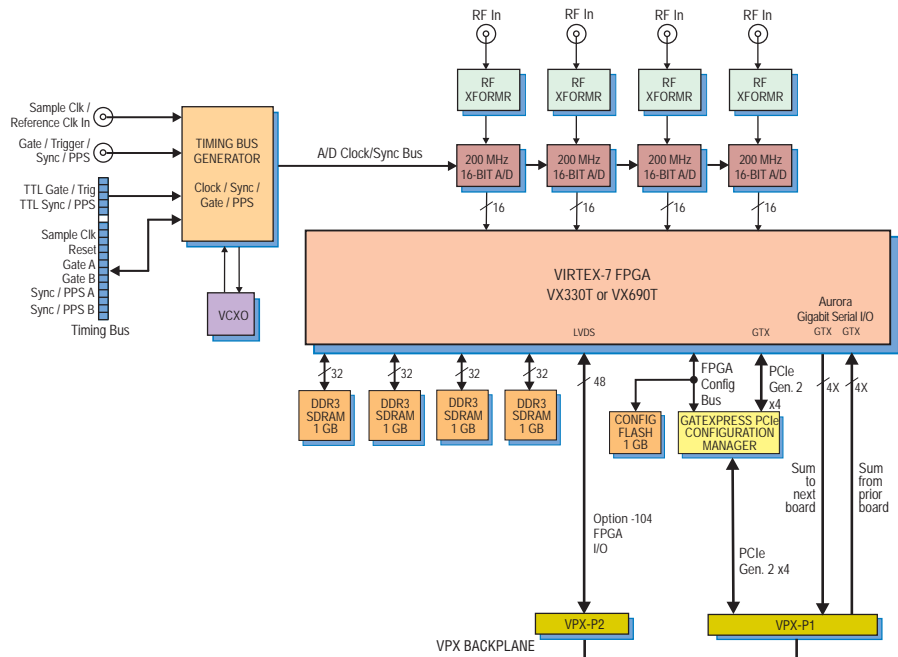 RF In RF In RF In RF In
RF
XFORMR
RF
XFORMR
RF
XFORMR
RF
XFORMR
Sample Clk /
Reference Clk In
Gate / Trigger /
Sync / PPS
TTL Gate / Trig
TTL Sync / PPS
Sample Clk
Reset
Gate A
Gate B
Sync / PPS A
Sync / PPS B
Timing Bus
TIMING BUS
GENERATOR
Clock / Sync /
Gate / PPS
VCXO
A/D Clock/Sync Bus
200 MHz
16-BIT A/D
200 MHz
16-BIT A/D
200 MHz
16-BIT A/D
200 MHz
16-BIT A/D
16 16 16 16
VIRTEX-7 FPGA
VX330T or VX690T
LVDS
GTX
Aurora
Gigabit Serial I/O
GTX GTX
32 32 32 32
48
FPGA
Config
Bus
PCIe
Gen. 2
x4
4X 4X
DDR3
SDRAM
1 GB
DDR3
SDRAM
1 GB
DDR3
SDRAM
1 GB
DDR3
SDRAM
1 GB
CONFIG
FLASH
1 GB
GATEXPRESS PCIe
CONFIGURATION
MANAGER
Sum
to
next
board
Sum
from
prior
board
Option -104
FPGA
I/O
PCIe
Gen. 2 x4
VPX-P2
VPX-P1
VPX BACKPLANE